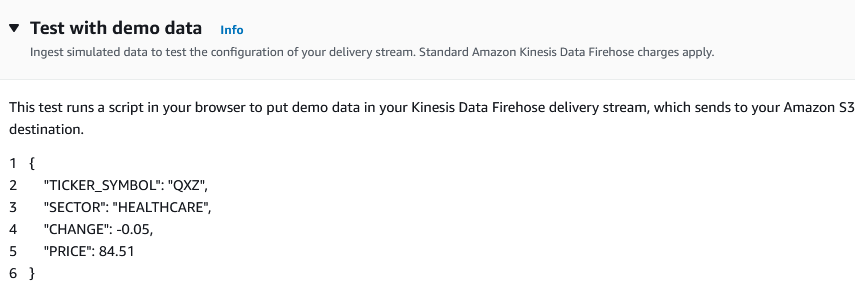 ▼ Test with demo data Info
Ingest simulated data to test the configuration of your delivery stream. Standard Amazon Kinesis Data Firehose charges apply.
This test runs a script in your browser to put demo data in your Kinesis Data Firehose delivery stream, which sends to your Amazon S3
destination.
1 {
2 "TICKER_SYMBOL": "QXZ",
3 "SECTOR": "HEALTHCARE",
4 "CHANGE": -0.05,
5 "PRICE": 84.51
6 }